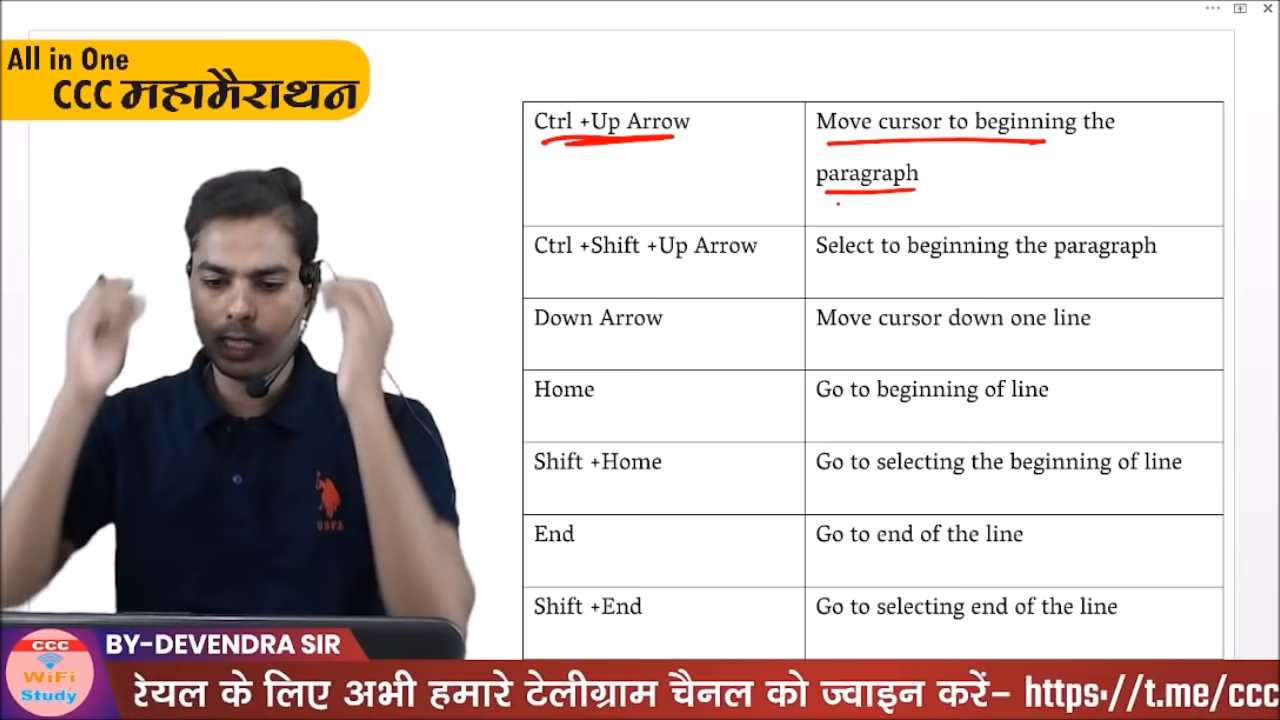 All in One
CCC महामैराथन
Ctrl +Up Arrow
Move cursor to beginning the
paragraph
Ctrl +Shift +Up Arrow
Select to beginning the paragraph
Down Arrow
Move cursor down one line
Home
Go to beginning of line
Shift +Home
Go to selecting the beginning of line
End
Go to end of the line
Shift +End
Go to selecting end of the line
USPA
BY-DEVENDRA SIR
CCC
WiFi
Study
रेयल के लिए अभी हमारे टेलीग्राम चैनल को ज्वाइन करें- https://t.me/ccc